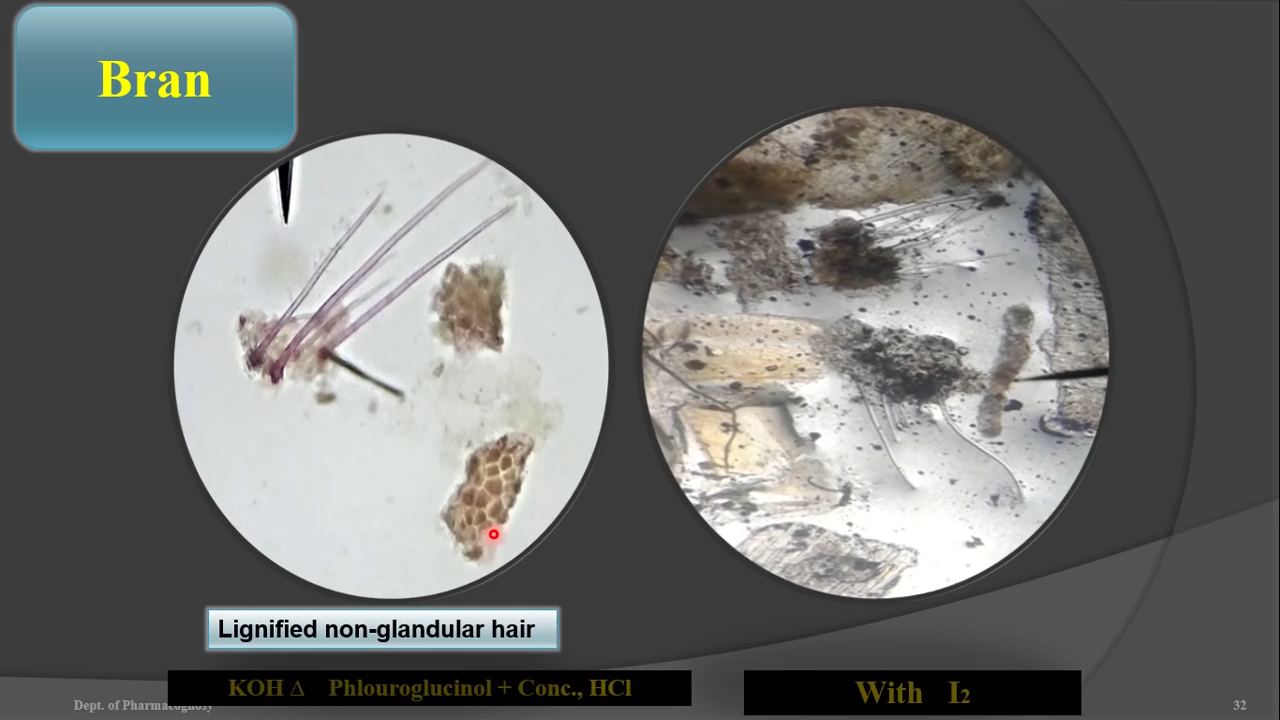 Bran
Lignified non-glandular hair
KOH Δ Phlouroglucinol + Conc., HCl
With I₂
Dept. of Pharmacognosy
32